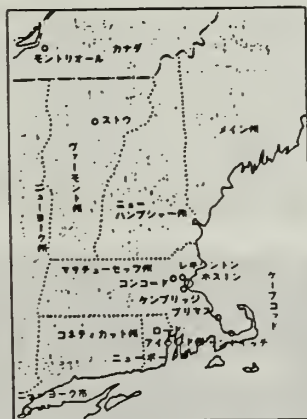 カナダ
モントリオール
ストウ
メイン州
ヴァーモント州
ニュー
ハンプシャー州
ニューヨーク州
マサチューセッツ州
レキシントン
コンコード
ボストン
ケンブリッジ
プリマス
ケープコッド
コネティカット州
ロード
ニューポー
ニューヨーク市